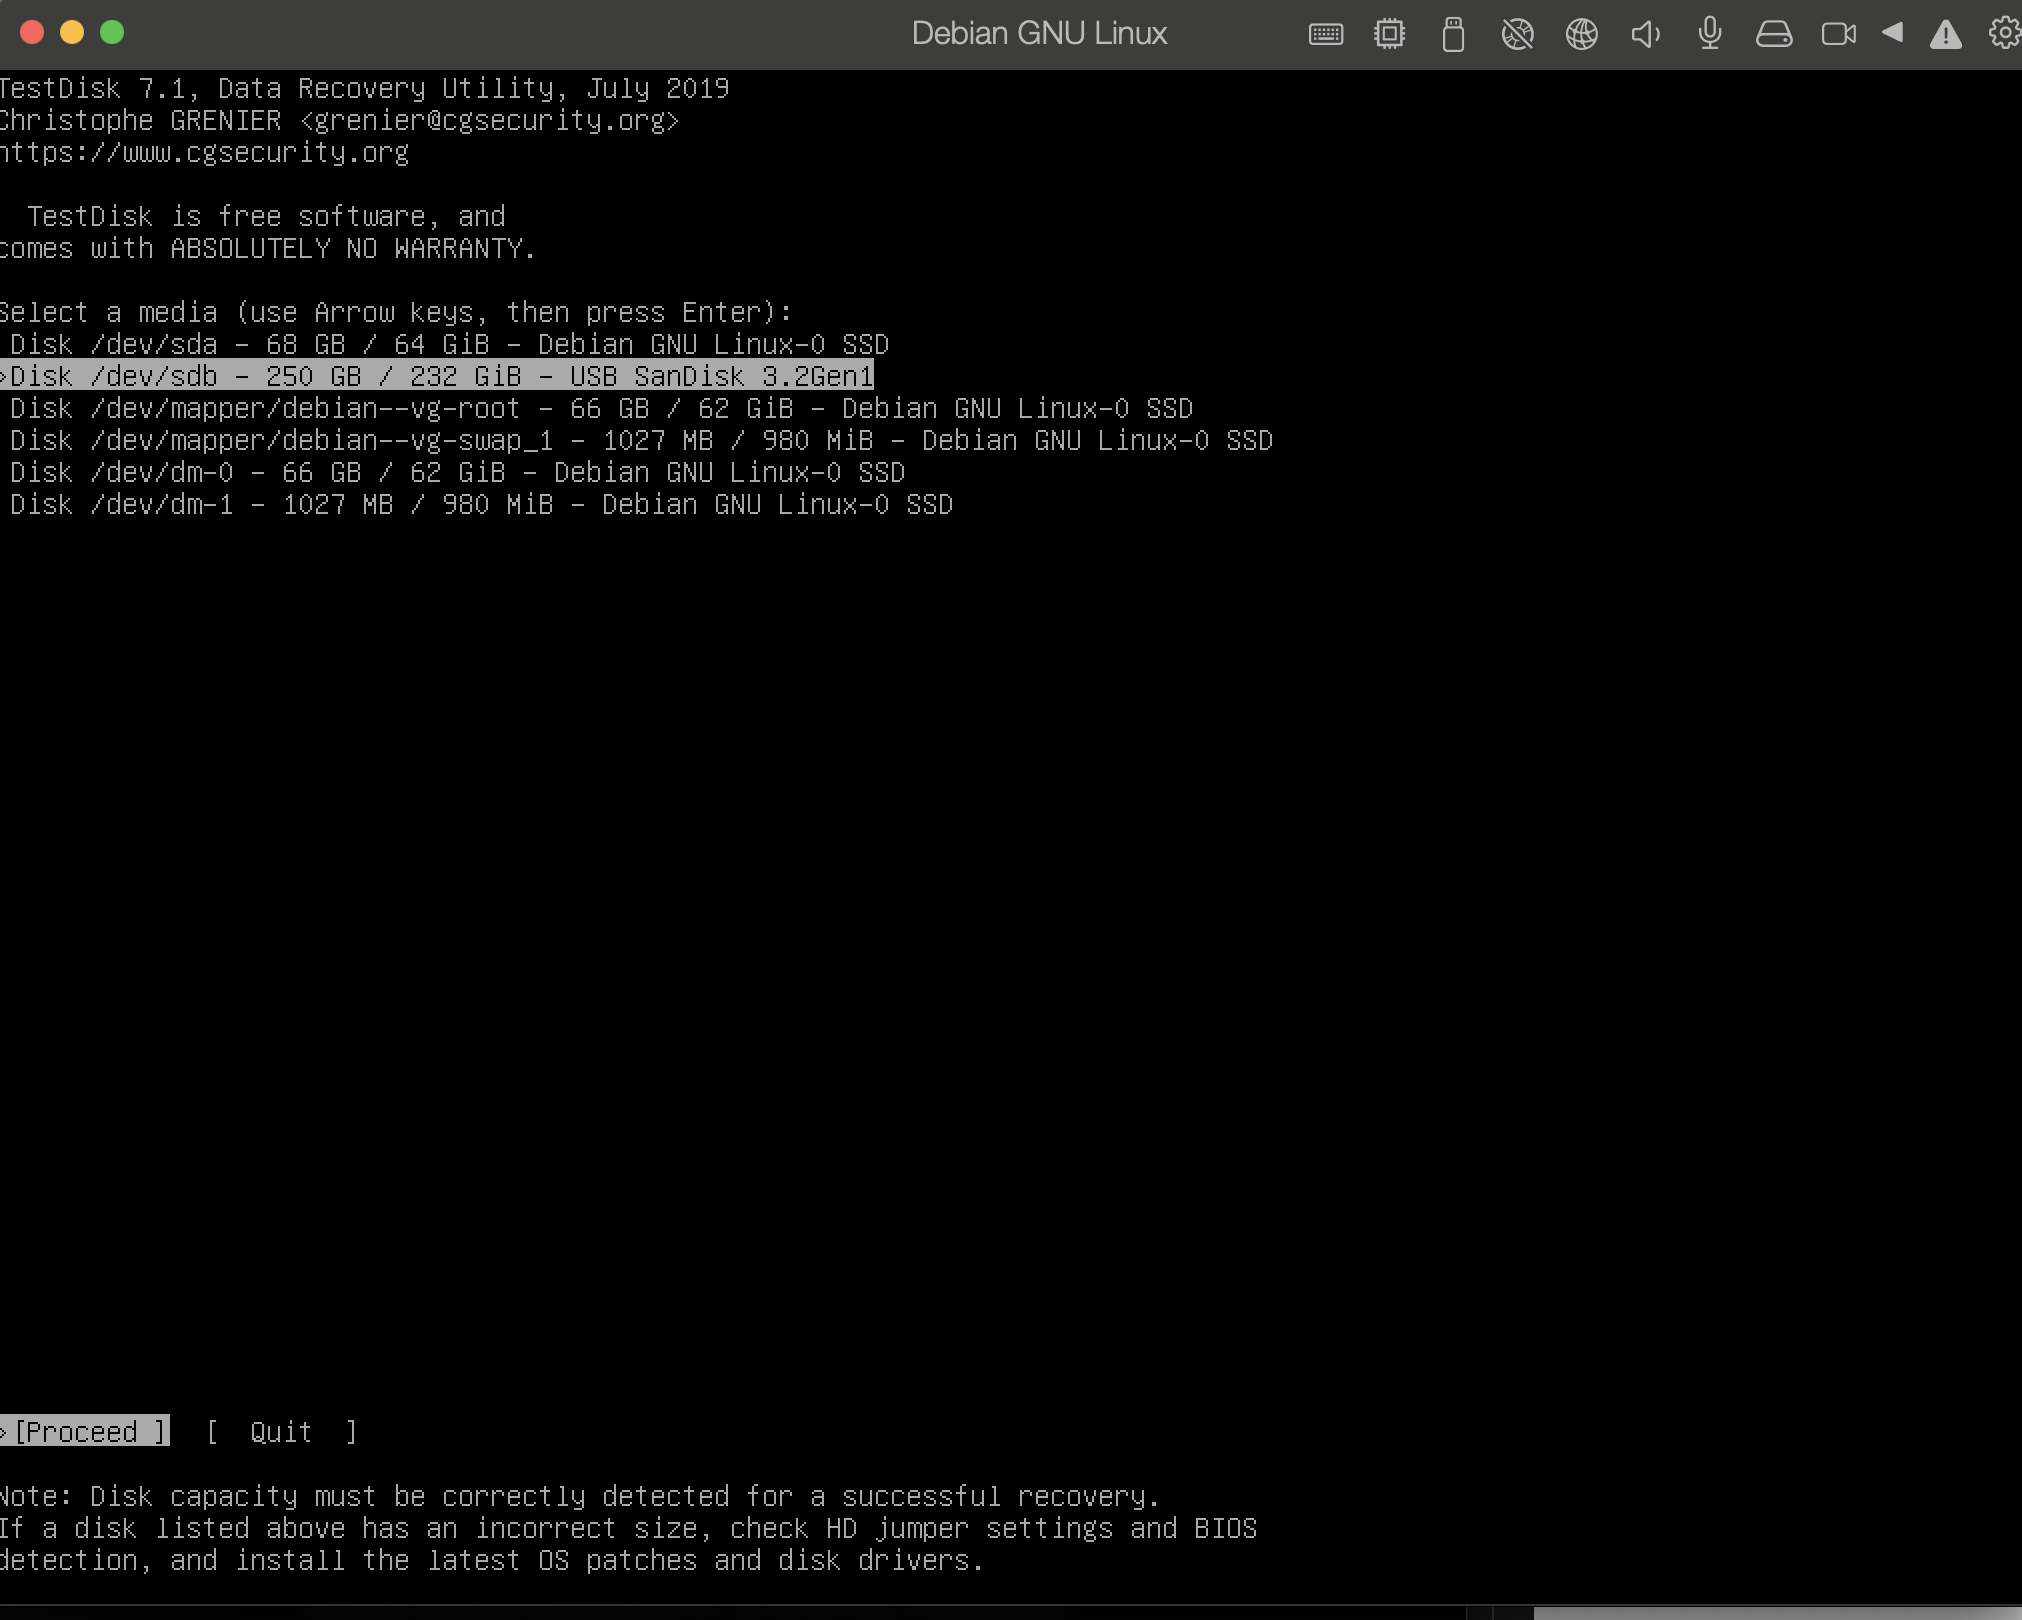 Debian GNU Linux
TestDisk 7.1, Data Recovery Utility, July 2019
Christophe GRENIER <grenier@cgsecurity.org>
https://www.cgsecurity.org
TestDisk is free software, and
comes with ABSOLUTELY NO WARRANTY.
Select a media (use Arrow keys, then press Enter):
Disk /dev/sda - 68 GB / 64 GiB - Debian GNU Linux-0 SSD
>Disk /dev/sdb - 250 GB / 232 GiB - USB SanDisk 3.2Gen1
Disk /dev/mapper/debian--vg-root - 66 GB / 62 GiB - Debian GNU Linux-0 SSD
Disk /dev/mapper/debian--vg-swap_1 - 1027 MB / 980 MiB - Debian GNU Linux-0 SSD
Disk /dev/dm-0 - 66 GB / 62 GiB - Debian GNU Linux-0 SSD
Disk /dev/dm-1 - 1027 MB / 980 MiB - Debian GNU Linux-0 SSD
>[Proceed ]  [  Quit  ]
Note: Disk capacity must be correctly detected for a successful recovery.
If a disk listed above has an incorrect size, check HD jumper settings and BIOS
detection, and install the latest OS patches and disk drivers.